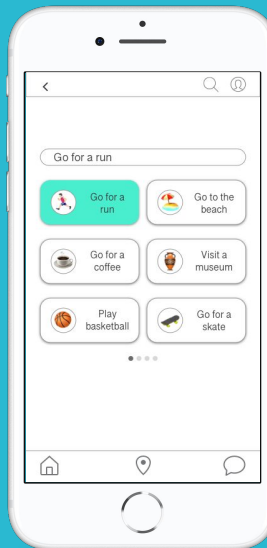 Go for a run
Go for a
run
Go to the
beach
Go for a
coffee
Visit a
museum
Play
basketball
Go for a
skate